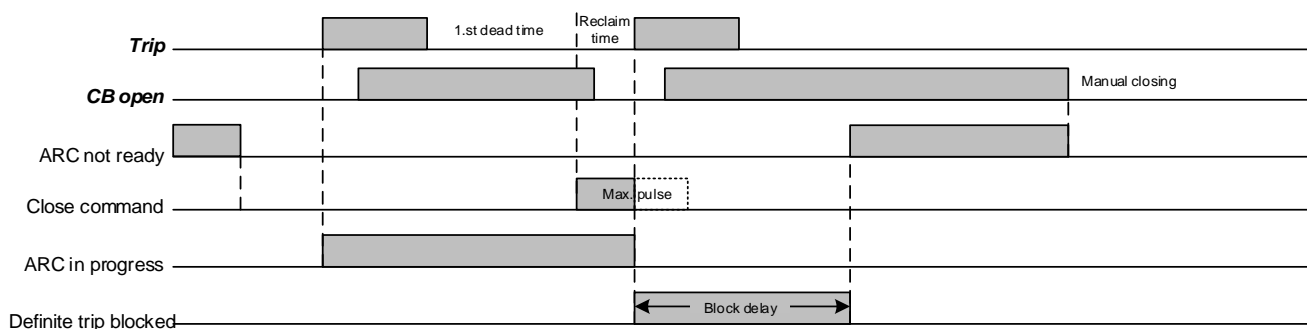 Trip
1.st dead time
Reclaim
time
CB open
Manual closing
ARC not ready
Close command
Max. pulse
ARC in progress
Definite trip blocked
Block delay